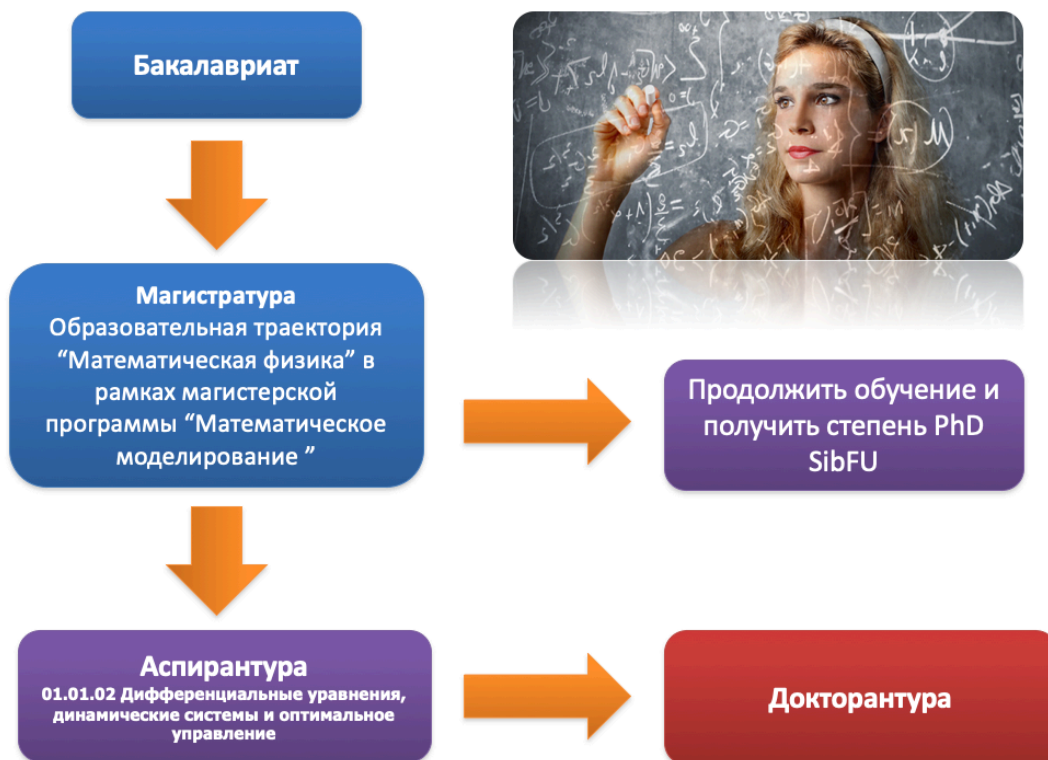 Бакалавриат
Магистратура
Образовательная траектория
“Математическая физика” в
рамках магистерской
программы “Математическое
моделирование ”
Продолжить обучение и
получить степень PhD
SibFU
Аспирантура
01.01.02 Дифференциальные уравнения,
динамические системы и оптимальное
управление
Докторантура